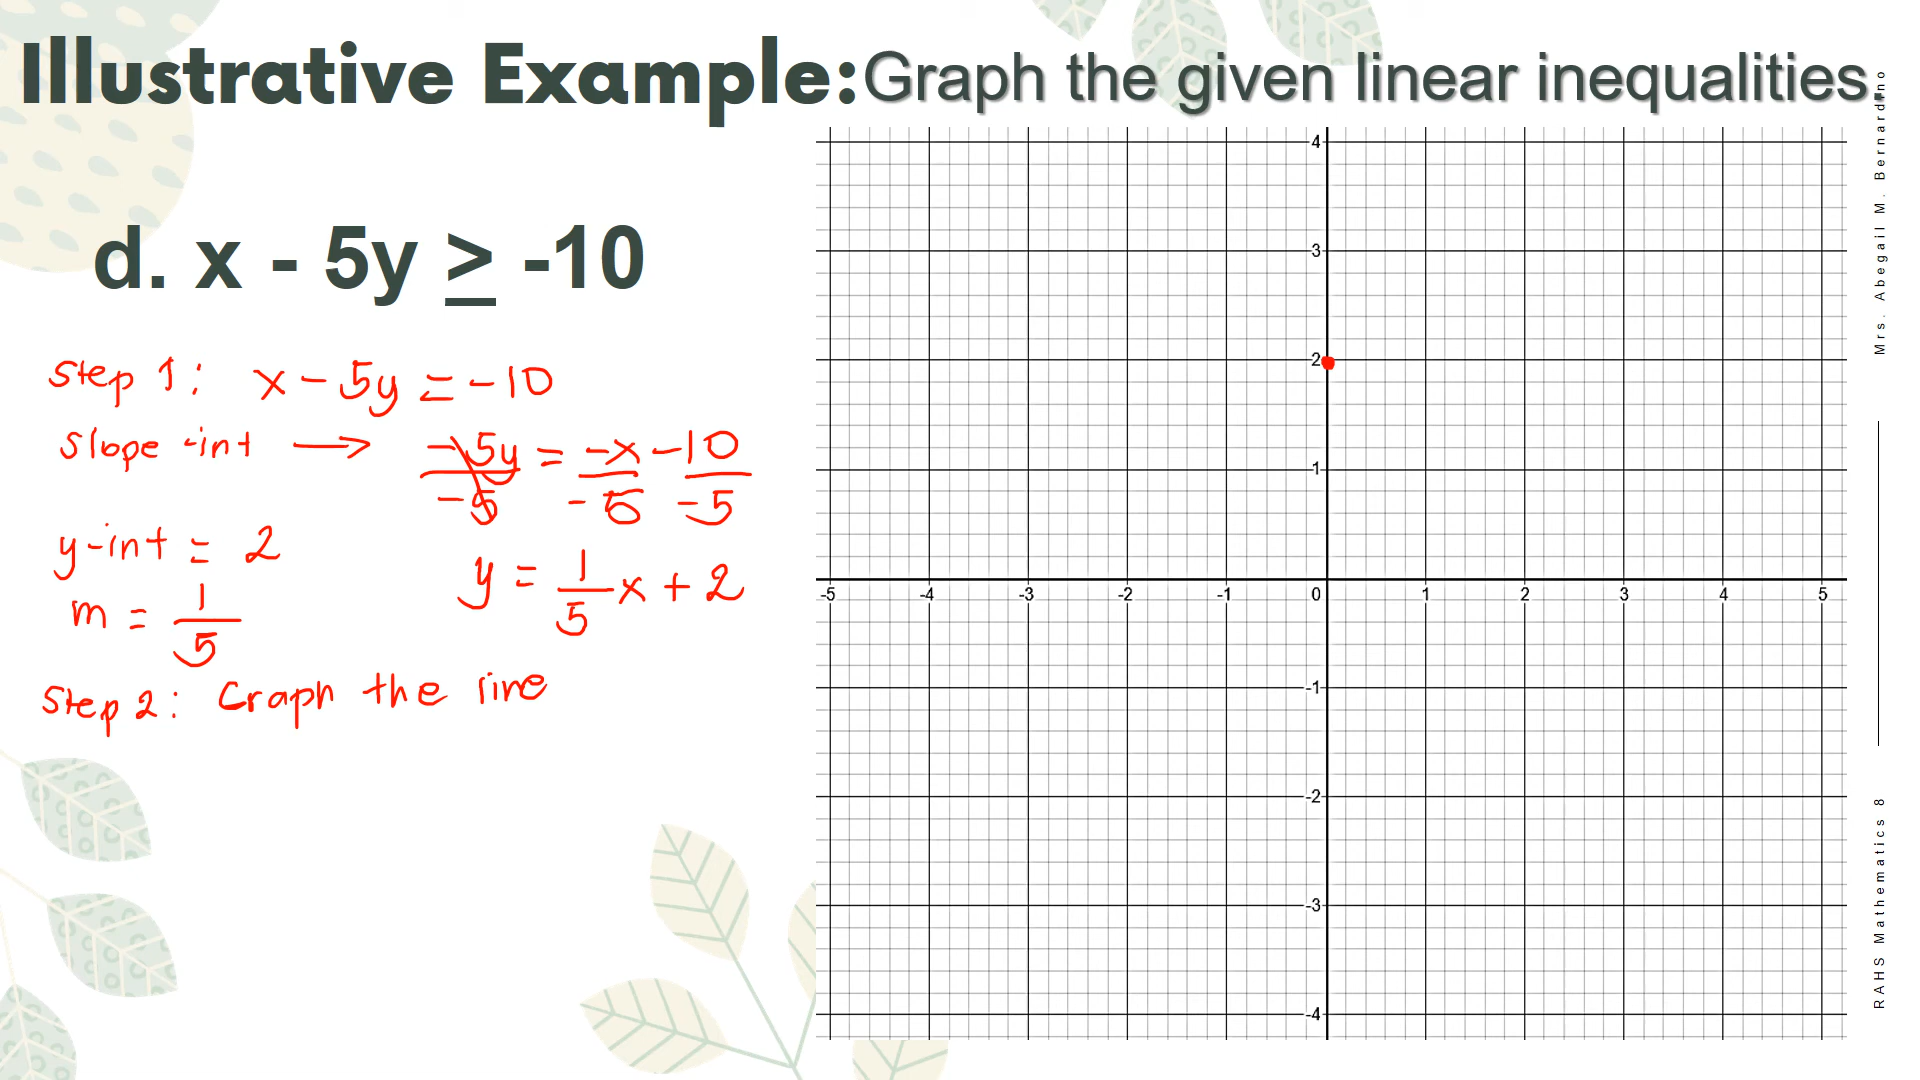 Illustrative Example: Graph the given linear inequalities.
d. x - 5y ≥ -10
Step 1: x - 5y = -10
Slope -int → -5y = -x -10
-5 -5 -5
y-int = 2
y = 1/5 x + 2
m = 1/5
Step 2: Graph the line
4
3
2
1
-5 -4 -3 -2 -1 0 1 2 3 4 5
-1
-2
-3
-4
Mrs. Abegail M. Bernardino
RAHS Mathematics 8